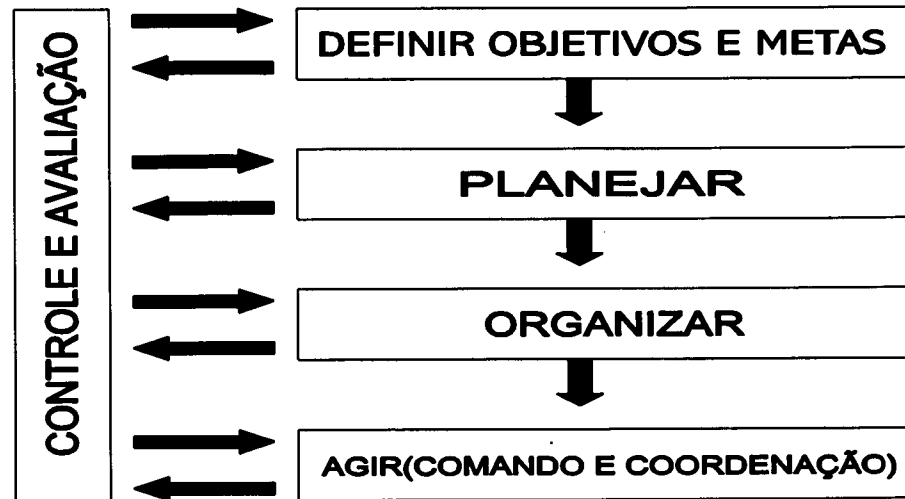 CONTROLE E AVALIAÇÃO
DEFINIR OBJETIVOS E METAS
PLANEJAR
ORGANIZAR
AGIR(COMANDO E COORDENAÇÃO)